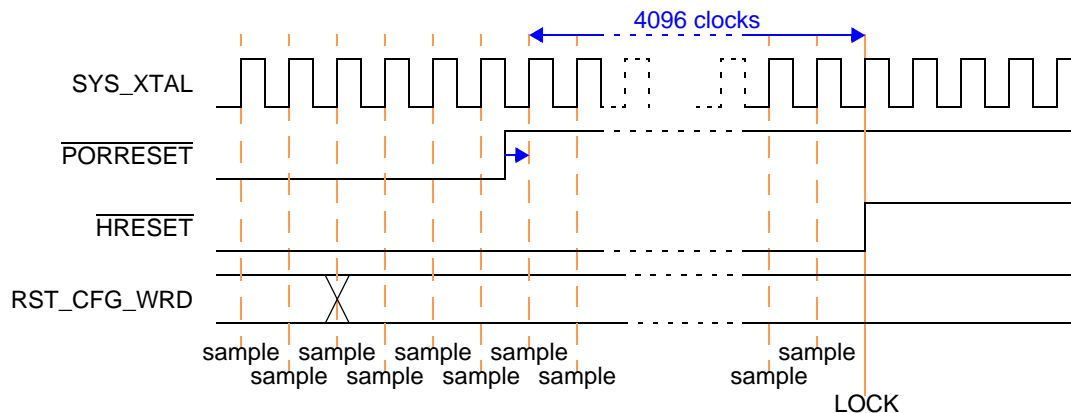 4096 clocks
SYS_XTAL
PORRESET
HRESET
RST_CFG_WRD
sample sample sample sample sample
sample sample sample sample sample
LOCK